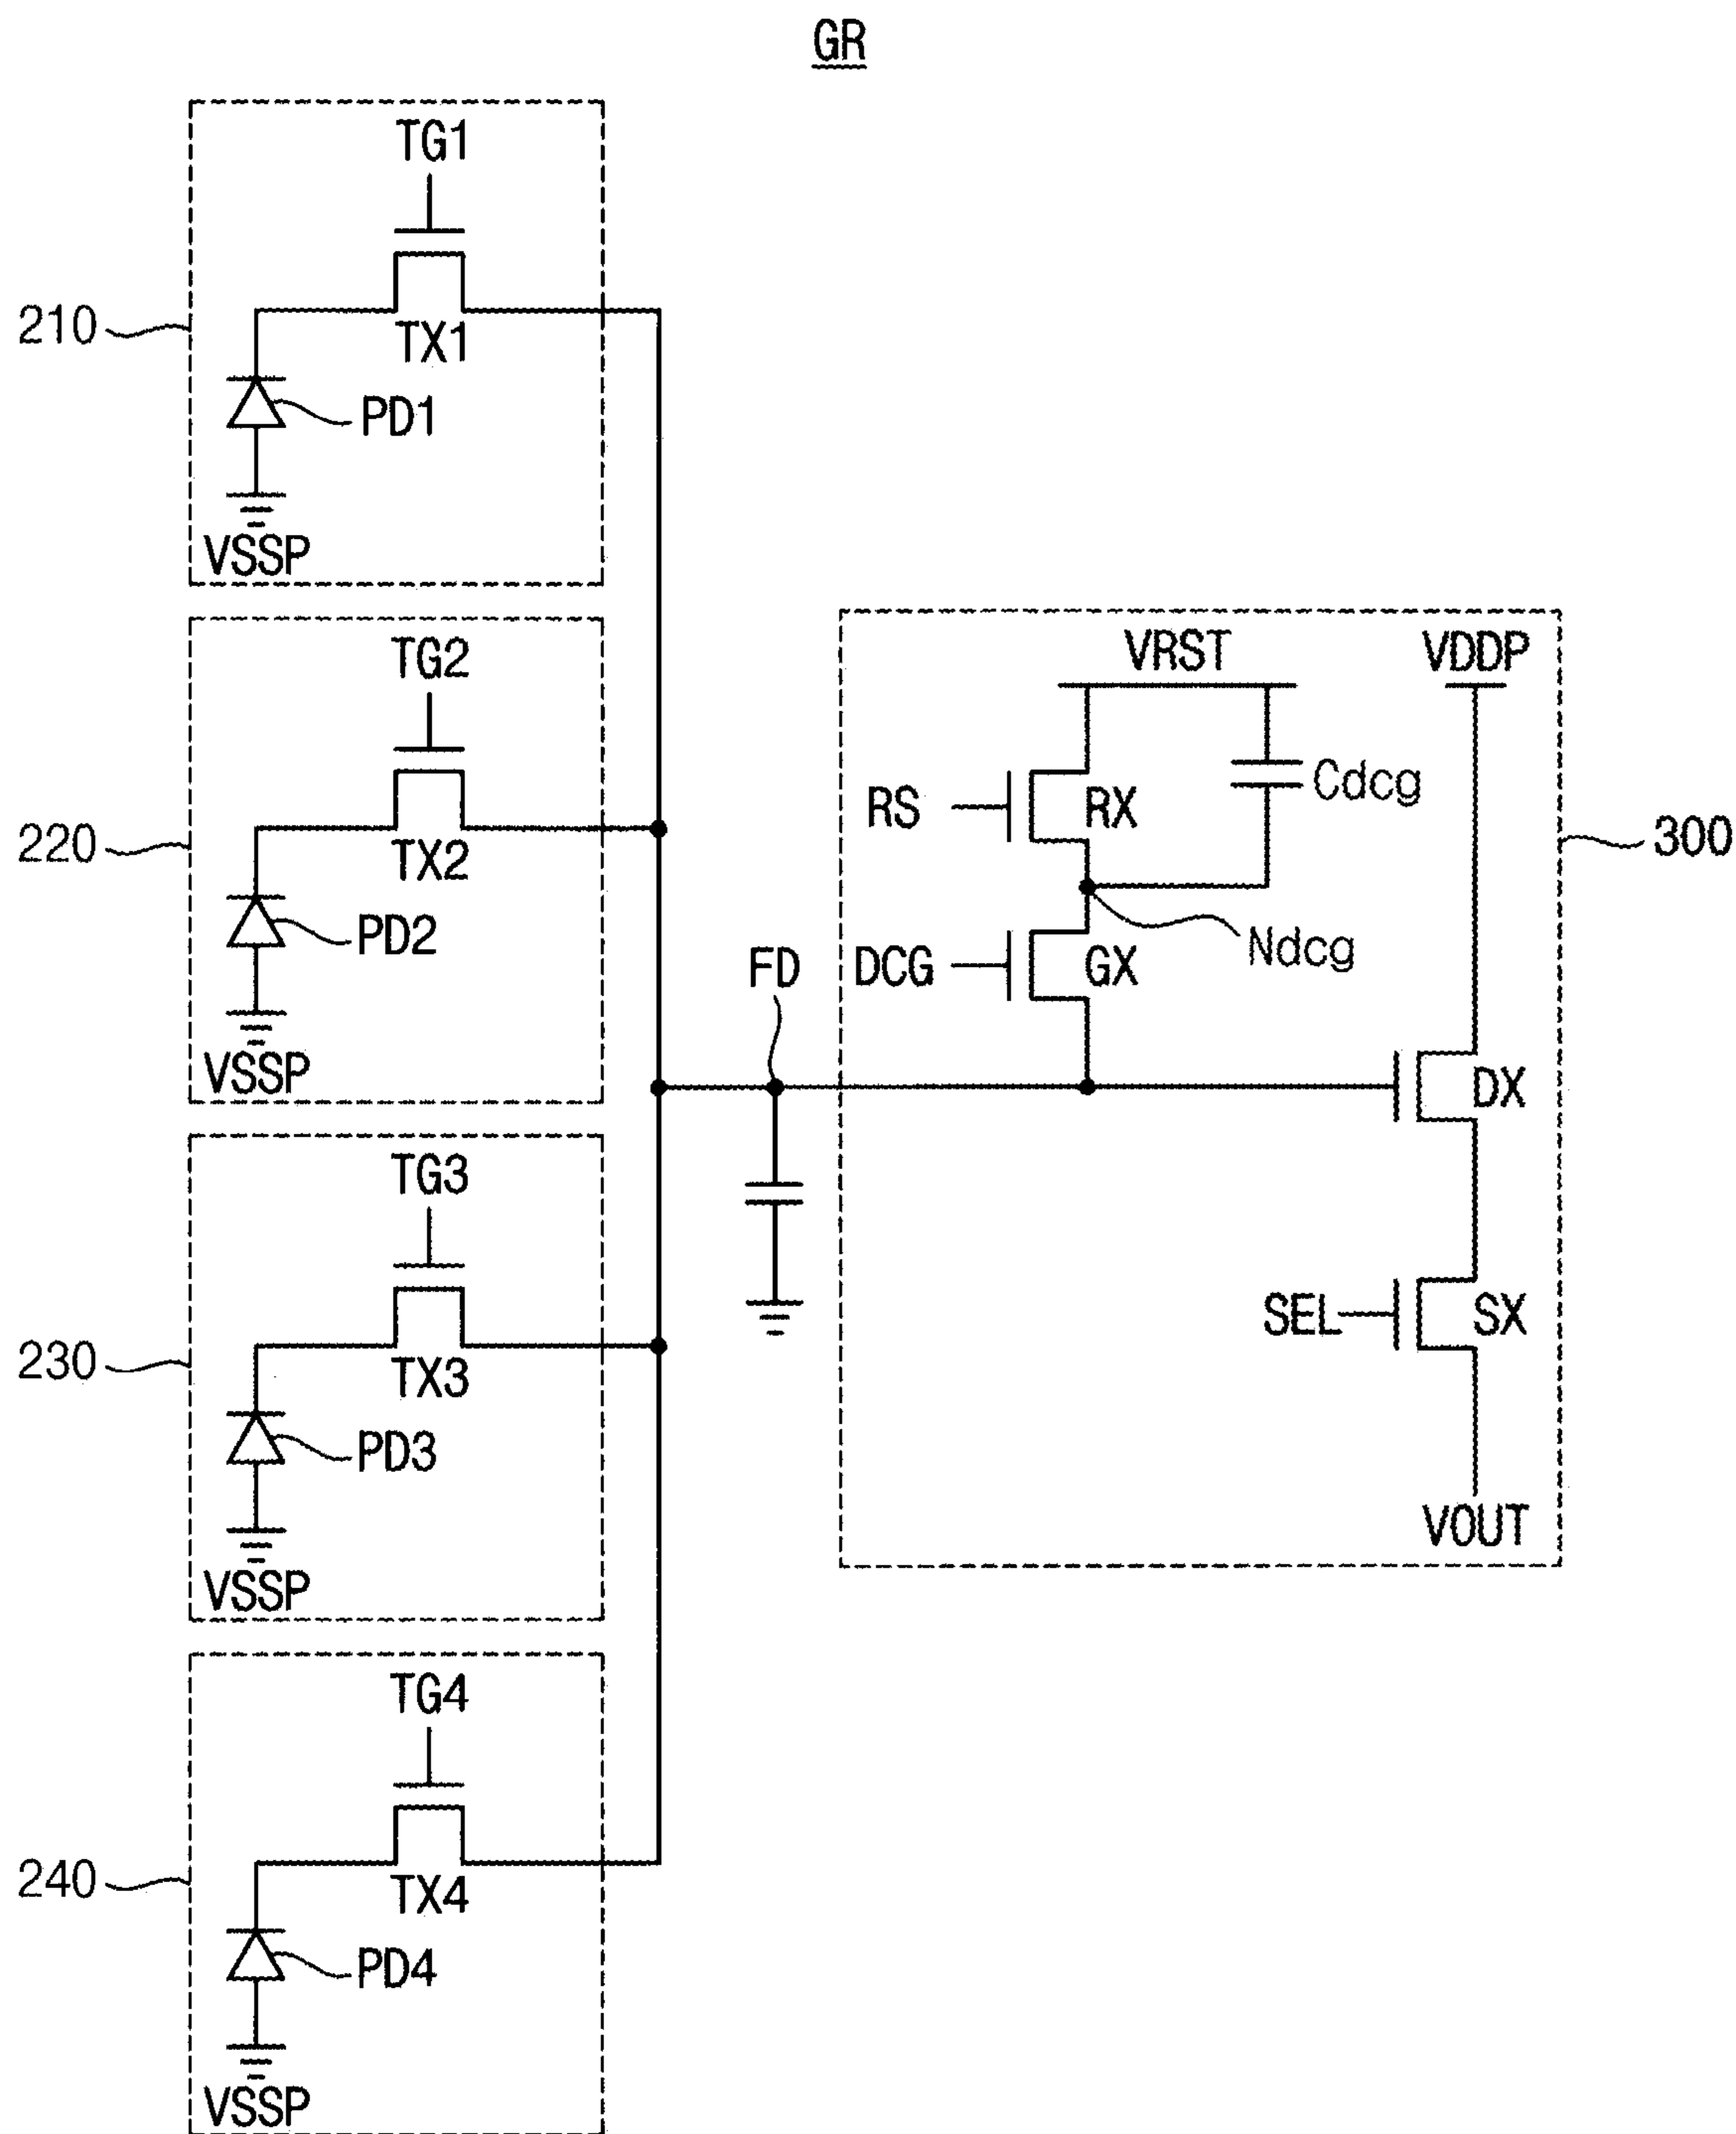 GR
TG1
210
TX1
PD1
VSSP
TG2
220
TX2
PD2
VSSP
TG3
230
TX3
PD3
VSSP
TG4
240
TX4
PD4
VSSP
FD
VRST
VDDP
RS
RX
Cdcg
300
Ndcg
DCG
GX
DX
SEL
SX
VOUT